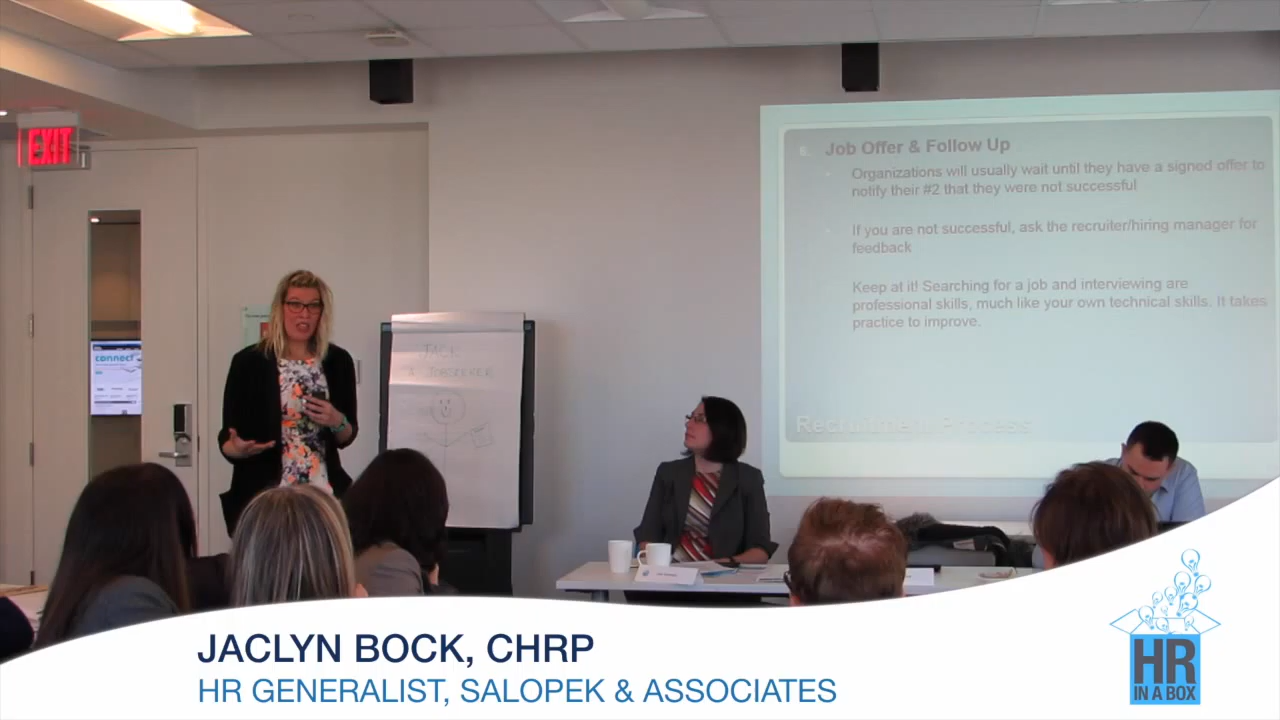 EXIT
connect
JACK
A JOBSEEKER
Job Offer & Follow Up
Organizations will usually wait until they have a signed offer to
notify their #2 that they were not successful
If you are not successful, ask the recruiter/hiring manager for
feedback
Keep at it! Searching for a job and interviewing are
professional skills, much like your own technical skills. It takes
practice to improve.
Recruitment Process
JACLYN BOCK, CHRP
HR GENERALIST, SALOPEK & ASSOCIATES
HR
IN A BOX